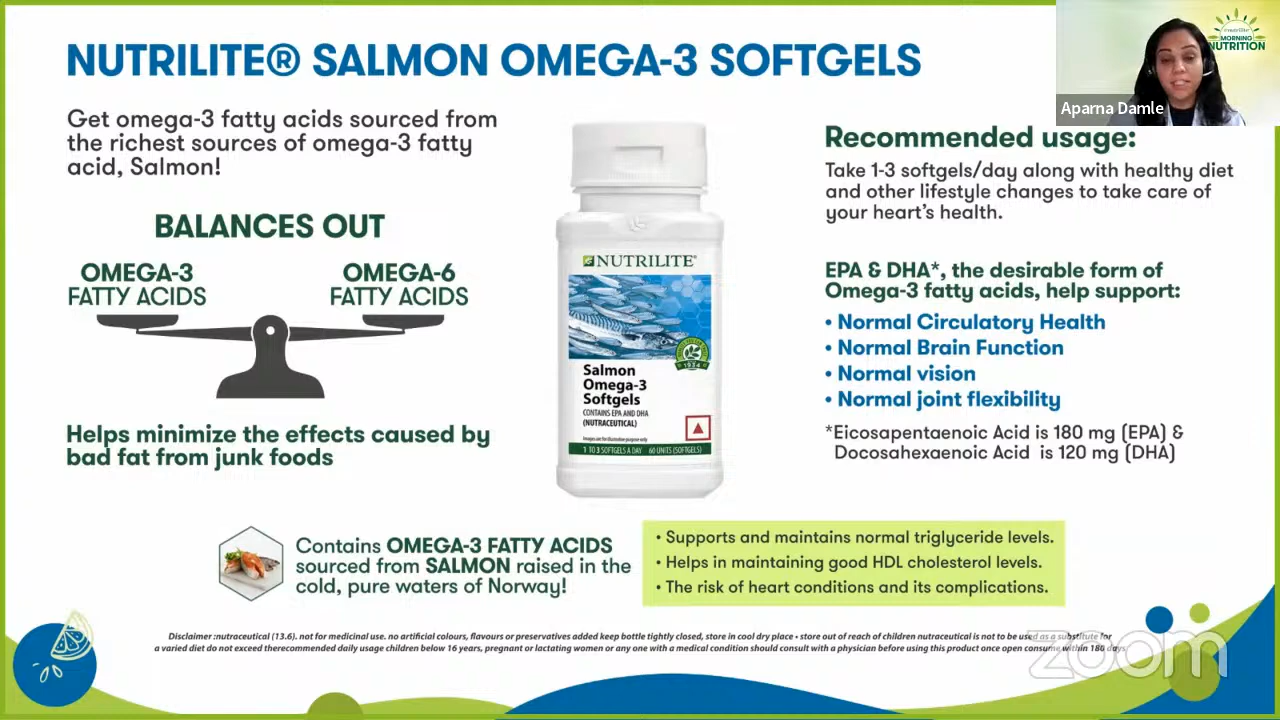 NUTRILITE® SALMON OMEGA-3 SOFTGELS
Get omega-3 fatty acids sourced from
the richest sources of omega-3 fatty
acid, Salmon!
BALANCES OUT
OMEGA-3
FATTY ACIDS
OMEGA-6
FATTY ACIDS
Helps minimize the effects caused by
bad fat from junk foods
NUTRILITE®
Salmon
Omega-3
Softgels
CONTAINS EPA AND DHA
(NUTRACEUTICAL)
Images are for illustrative purpose only
1 TO 3 SOFTGELS A DAY 60 UNITS (SOFTGELS)
Aparna Damle
MORNING
NUTRITION
Recommended usage:
Take 1-3 softgels/day along with healthy diet
and other lifestyle changes to take care of
your heart's health.
EPA & DHA*, the desirable form of
Omega-3 fatty acids, help support:
• Normal Circulatory Health
• Normal Brain Function
• Normal vision
• Normal joint flexibility
*Eicosapentaenoic Acid is 180 mg (EPA) &
Docosahexaenoic Acid is 120 mg (DHA)
Contains OMEGA-3 FATTY ACIDS
sourced from SALMON raised in the
cold, pure waters of Norway!
• Supports and maintains normal triglyceride levels.
• Helps in maintaining good HDL cholesterol levels.
• The risk of heart conditions and its complications.
Disclaimer :nutraceutical (13.6). not for medicinal use. no artificial colours, flavours or preservatives added keep bottle tightly closed, store in cool dry place • store out of reach of children nutraceutical is not to be used as a substitute for
a varied diet do not exceed therecommended daily usage children below 16 years, pregnant or lactating women or any one with a medical condition should consult with a physician before using this product once open consume within 180 days.
zoom